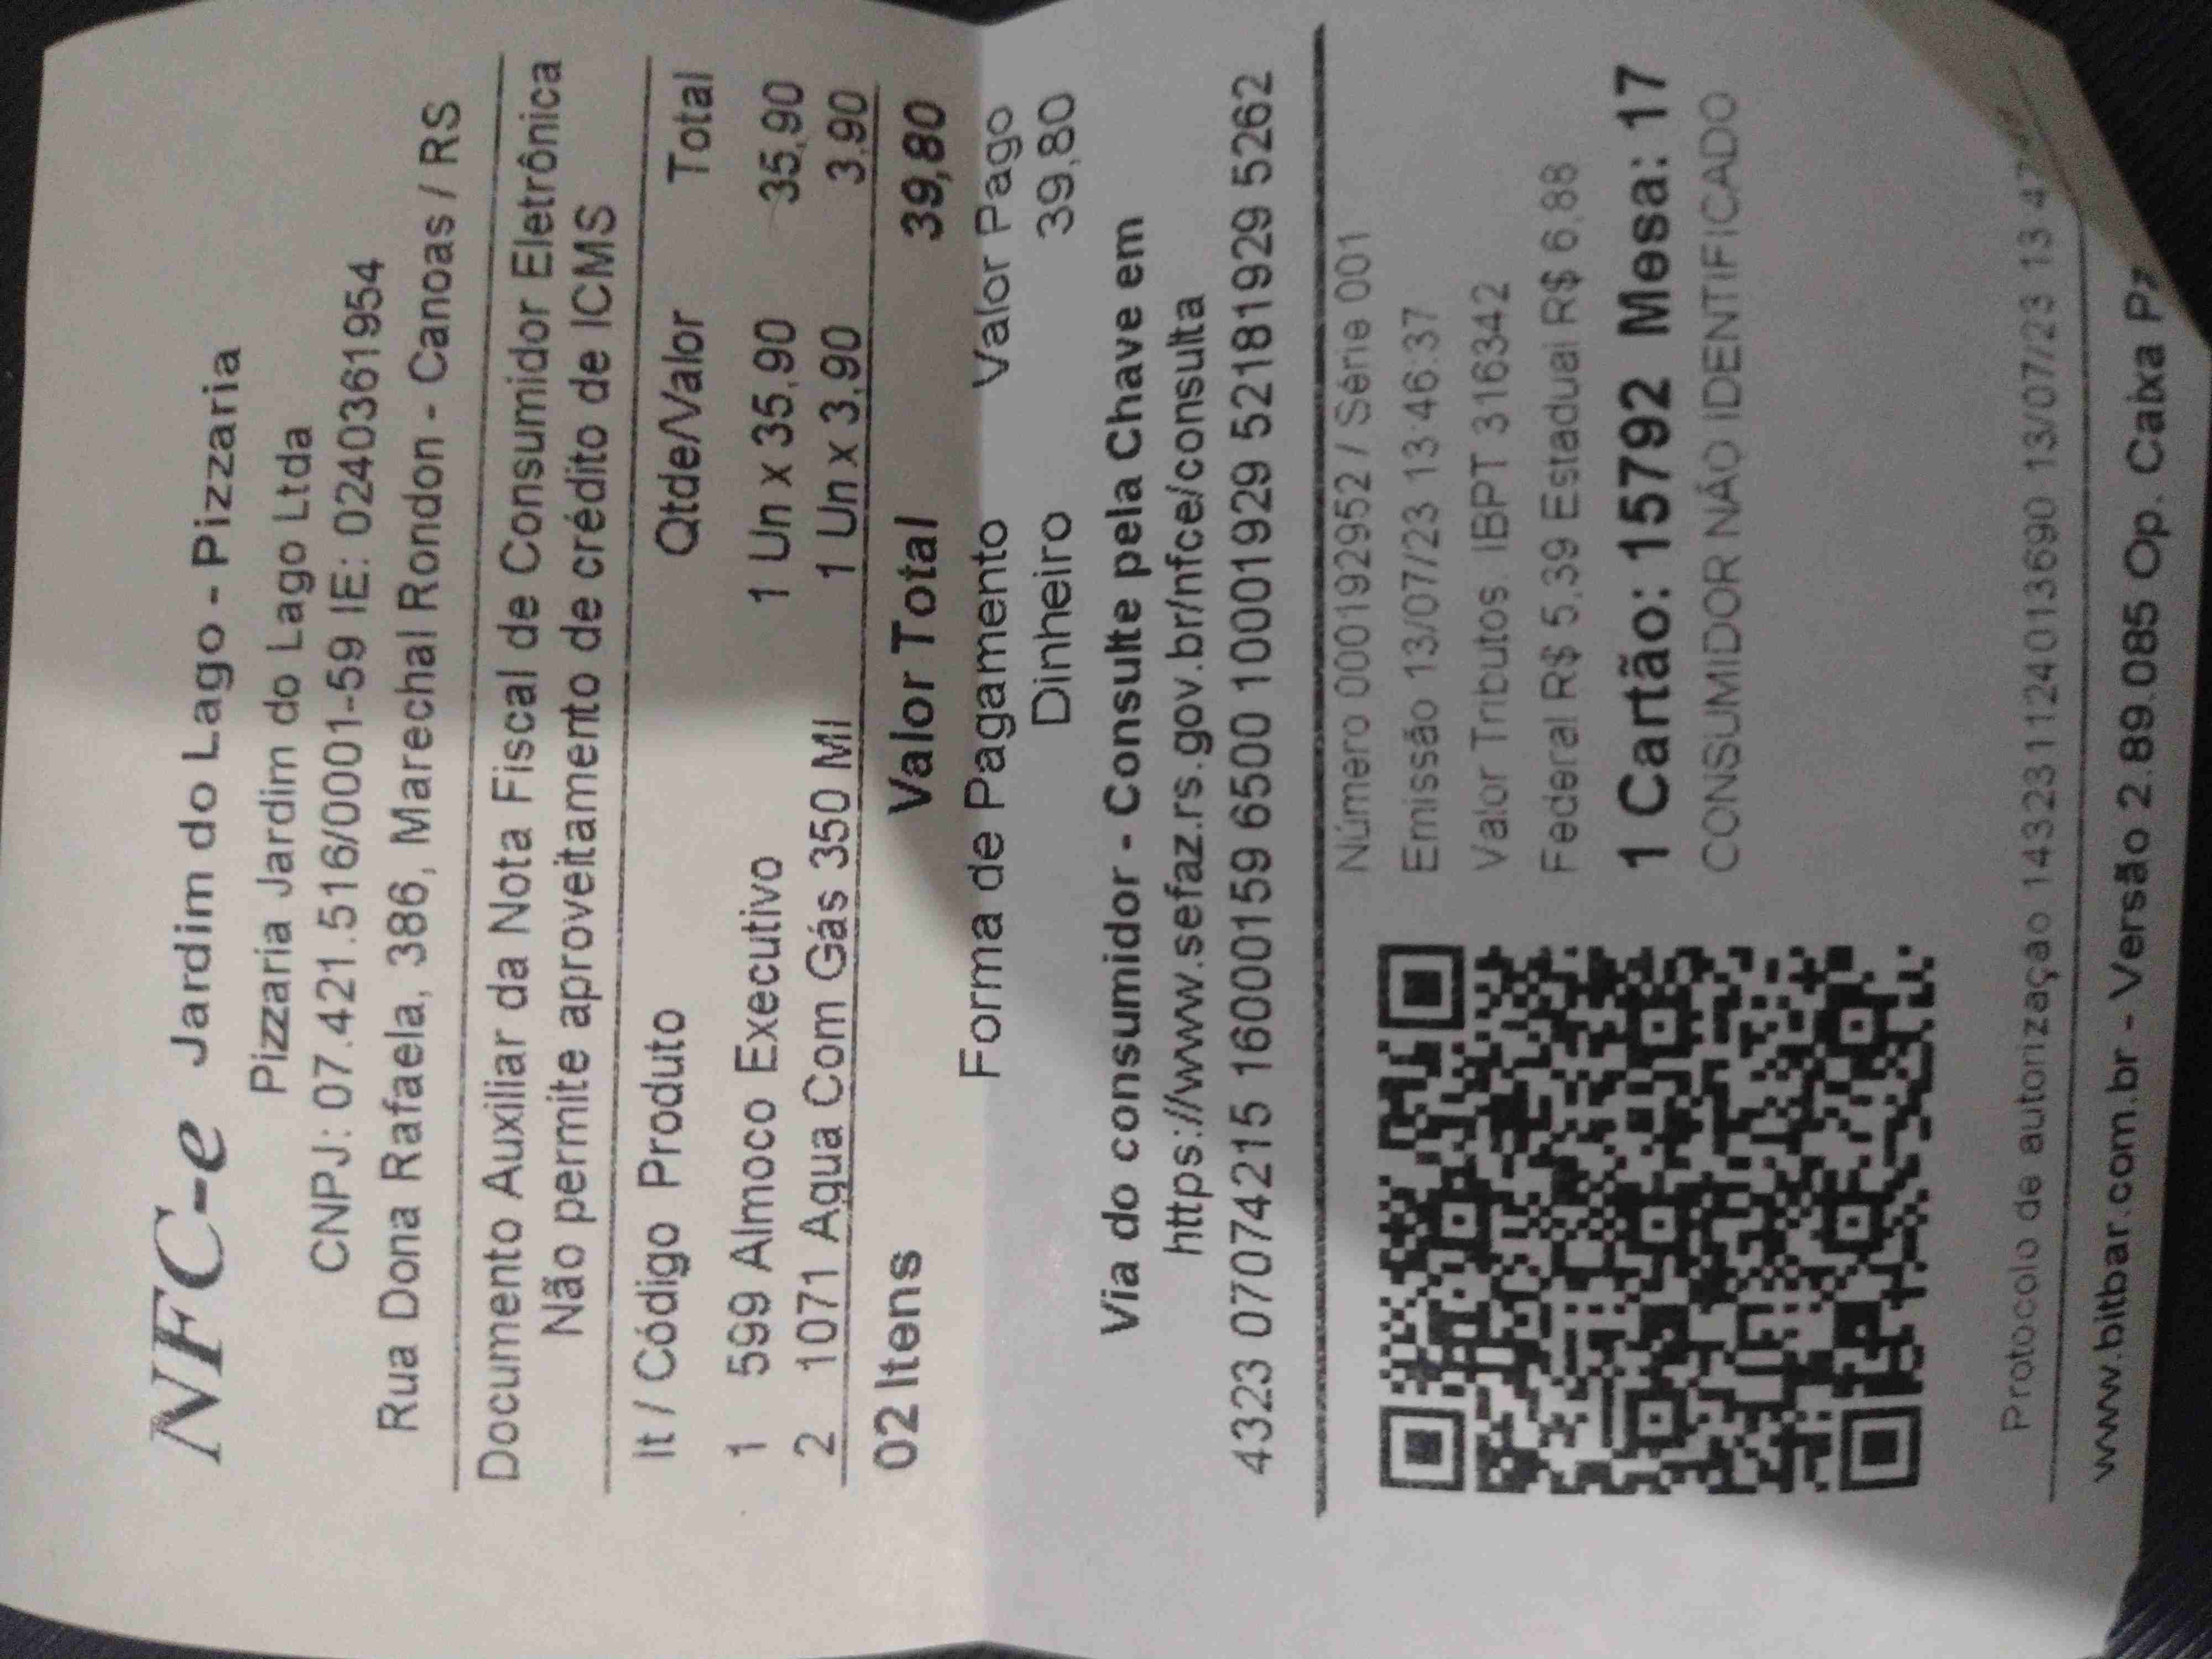 NFC-e Jardim do Lago - Pizzaria
Pizzaria Jardim do Lago Ltda
CNPJ: 07.421.516/0001-59 IE: 0240361954
Rua Dona Rafaela, 386, Marechal Rondon - Canoas / RS
Documento Auxiliar da Nota Fiscal de Consumidor Eletrônica
Não permite aproveitamento de crédito de ICMS
It / Código Produto Qtde/Valor Total
1 599 Almoco Executivo 1 Un x 35,90 35,90
2 1071 Agua Com Gás 350 Ml 1 Un x 3,90 3,90
02 Itens Valor Total 39,80
Forma de Pagamento Valor Pago
Dinheiro 39,80
Via do consumidor - Consulte pela Chave em
https://www.sefaz.rs.gov.br/nfce/consulta
4323 0707 4215 1600 0159 6500 1000 1929 5218 1929 5262
Número 000192952 / Série 001
Emissão 13/07/23 13:46:37
Valor Tributos. IBPT 316342
Federal R$ 5,39 Estadual R$ 6,88
1 Cartão: 15792 Mesa: 17
CONSUMIDOR NÃO IDENTIFICADO
Protocolo de autorização 143231124013690 13/07/23
www.bitbar.com.br - Versão 2.89.085 Op. Caixa